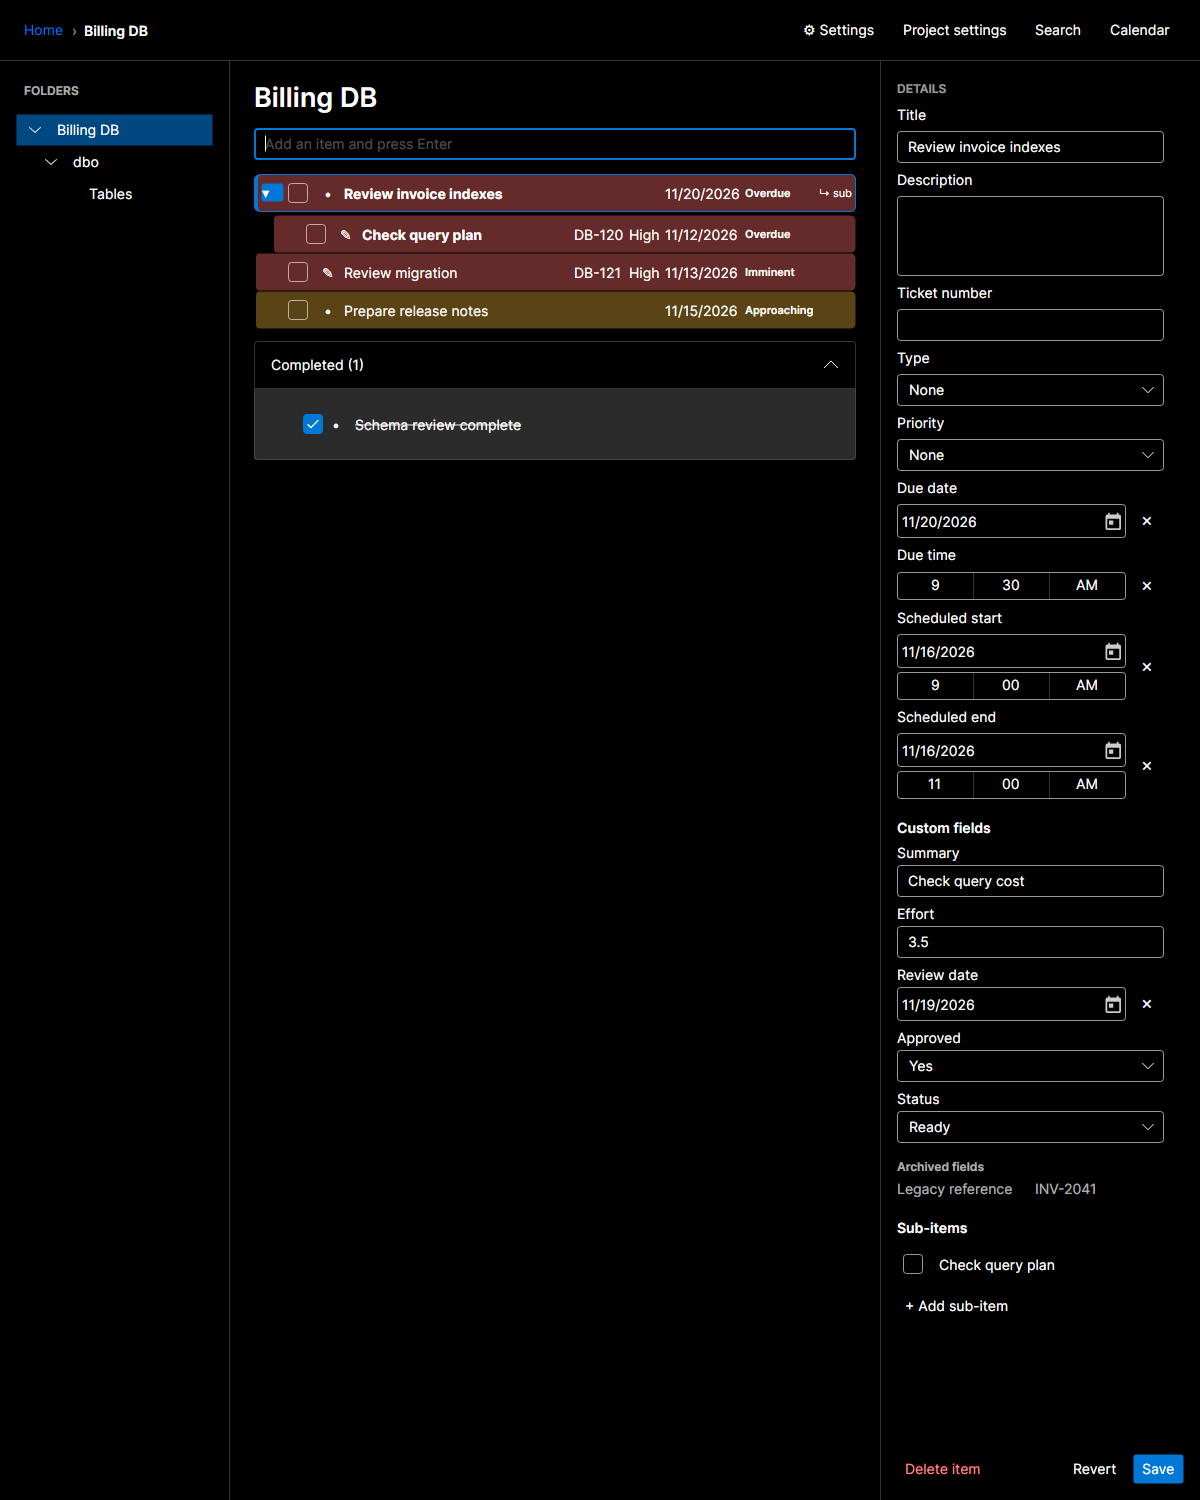 Home › Billing DB
⚙ Settings
Project settings
Search
Calendar
FOLDERS
Billing DB
dbo
Tables
Billing DB
Add an item and press Enter
• Review invoice indexes 11/20/2026 Overdue ↳ sub
✎ Check query plan DB-120 High 11/12/2026 Overdue
✎ Review migration DB-121 High 11/13/2026 Imminent
• Prepare release notes 11/15/2026 Approaching
Completed (1)
• Schema review complete
DETAILS
Title
Review invoice indexes
Description
Ticket number
Type
None
Priority
None
Due date
11/20/2026 ×
Due time
9 30 AM ×
Scheduled start
11/16/2026 ×
9 00 AM
Scheduled end
11/16/2026 ×
11 00 AM
Custom fields
Summary
Check query cost
Effort
3.5
Review date
11/19/2026 ×
Approved
Yes
Status
Ready
Archived fields
Legacy reference INV-2041
Sub-items
Check query plan
+ Add sub-item
Delete item Revert Save